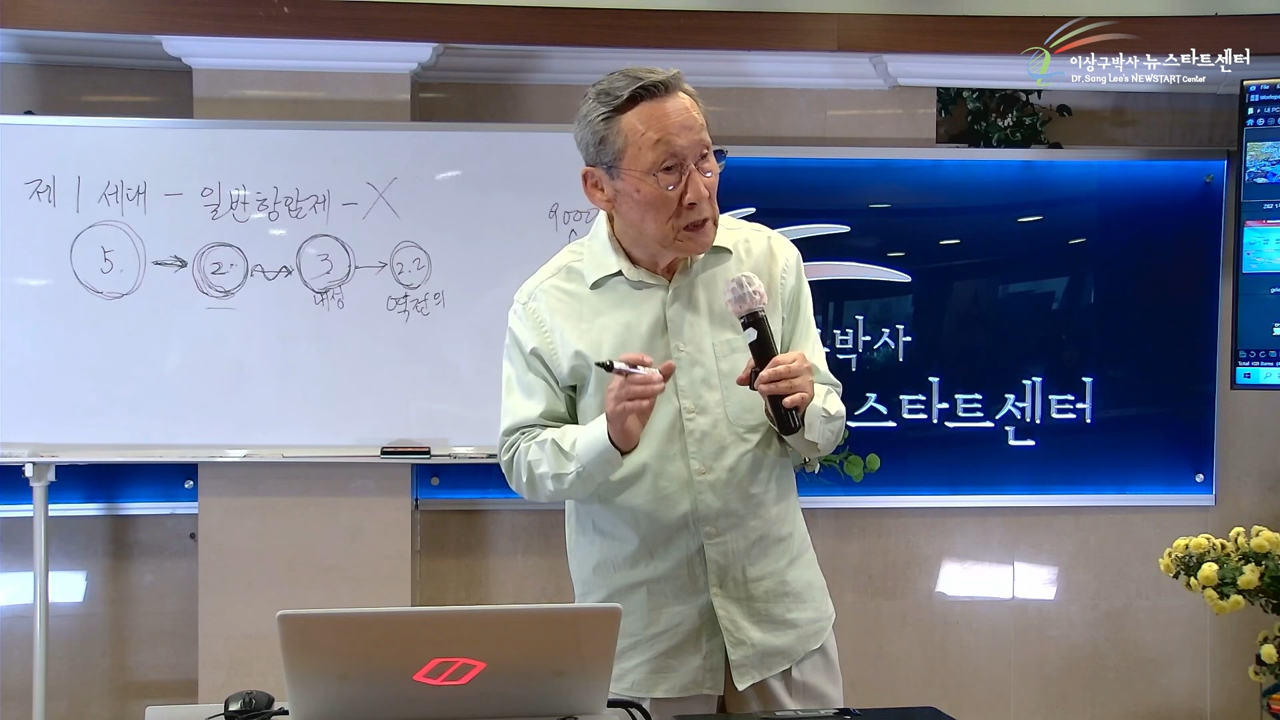 이상구박사 뉴스타트센터
Dr. Sang Lee's NEWSTART Center
제 1 세대 - 일반항암제 - X
5. → 2. 3 → 2.2
내성
역전의
9000
박사
스타트센터